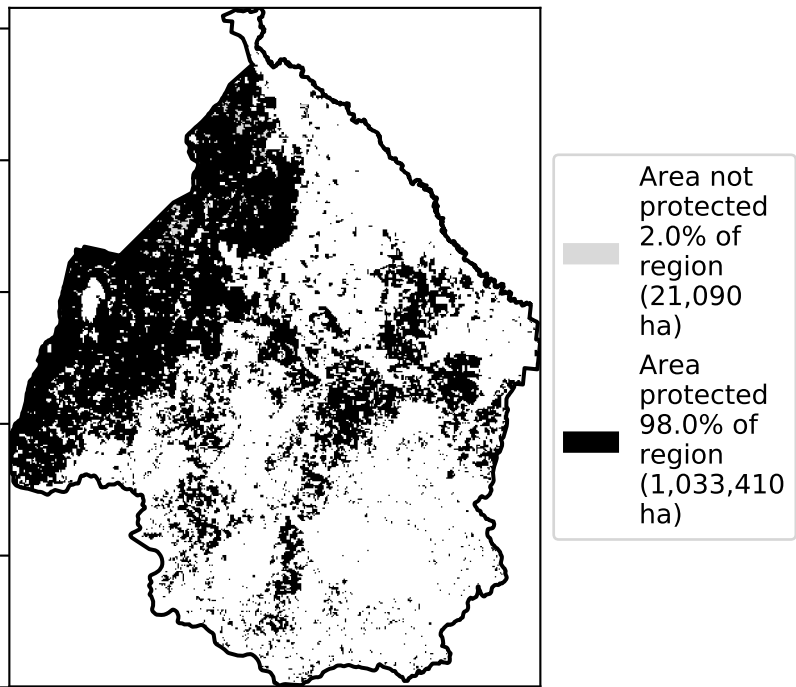 Area not
protected
2.0% of
region
(21,090
ha)
Area
protected
98.0% of
region
(1,033,410
ha)